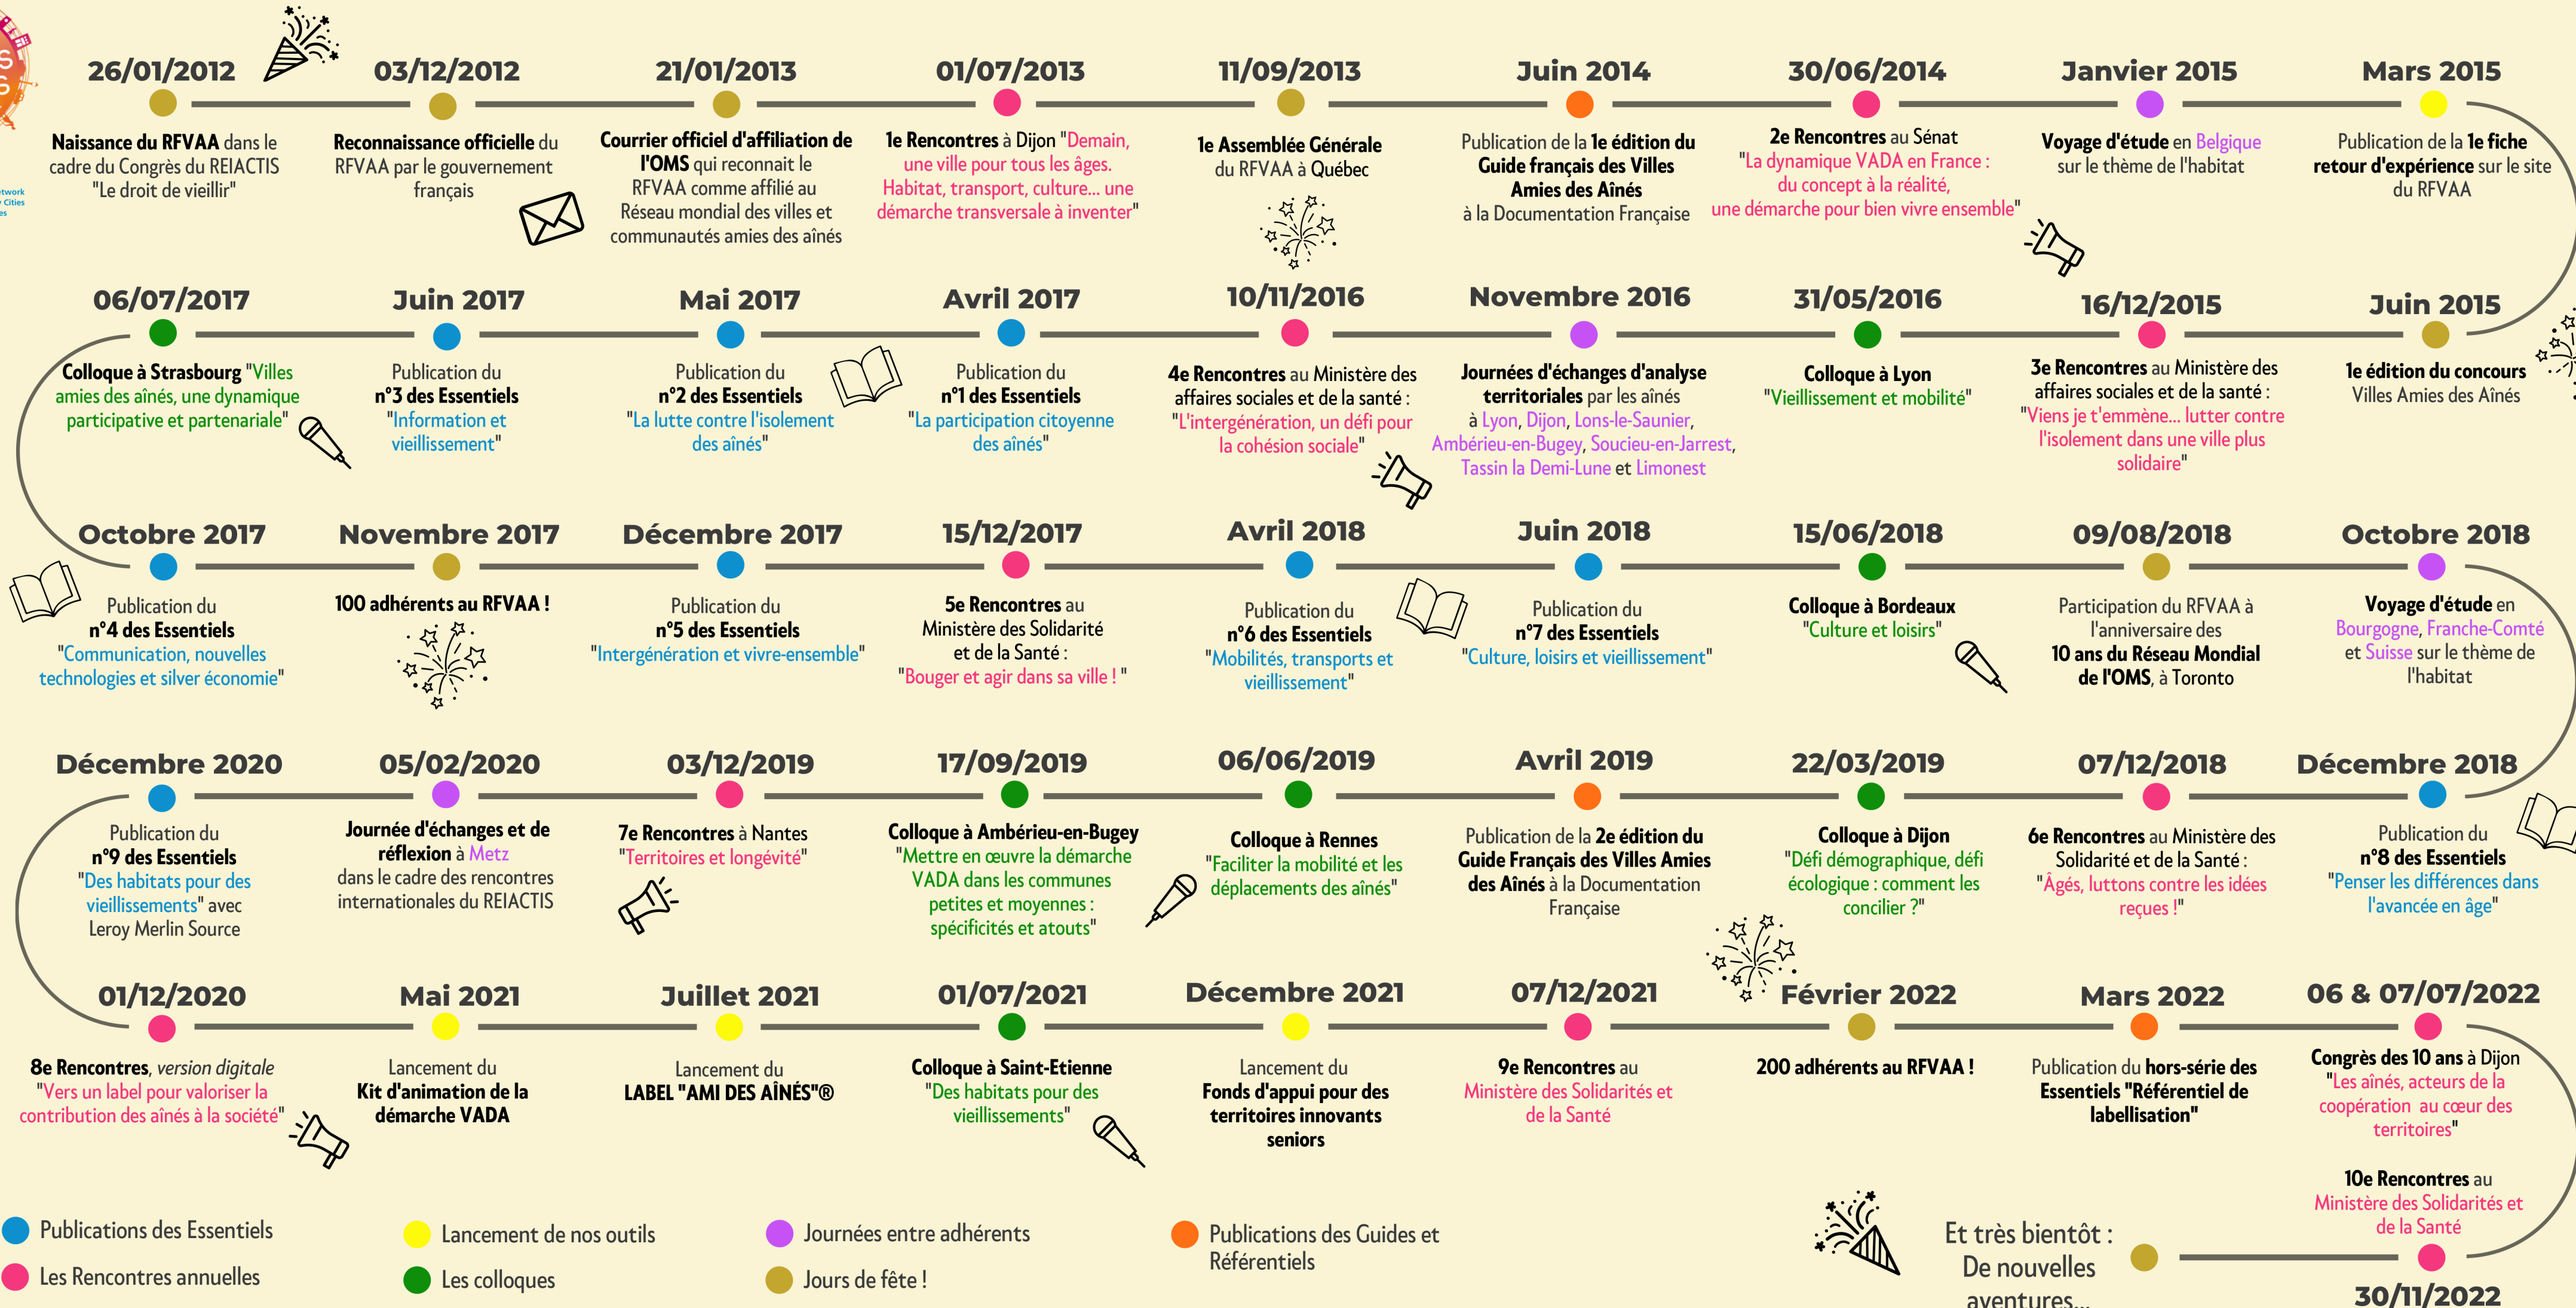 S
S
etwork
y Cities
es
26/01/2012
Naissance du RFVAA dans le
cadre du Congrès du REIACTIS
"Le droit de vieillir"
03/12/2012
Reconnaissance officielle du
RFVAA par le gouvernement
français
21/01/2013
Courrier officiel d'affiliation de
l'OMS qui reconnait le
RFVAA comme affilié au
Réseau mondial des villes et
communautés amies des aînés
01/07/2013
1e Rencontres à Dijon "Demain,
une ville pour tous les âges.
Habitat, transport, culture... une
démarche transversale à inventer"
11/09/2013
1e Assemblée Générale
du RFVAA à Québec
Juin 2014
Publication de la 1e édition du
Guide français des Villes
Amies des Aînés
à la Documentation Française
30/06/2014
2e Rencontres au Sénat
"La dynamique VADA en France :
du concept à la réalité,
une démarche pour bien vivre ensemble"
Janvier 2015
Voyage d'étude en Belgique
sur le thème de l'habitat
Mars 2015
Publication de la 1e fiche
retour d'expérience sur le site
du RFVAA
Juin 2015
1e édition du concours
Villes Amies des Aînés
16/12/2015
3e Rencontres au Ministère des
affaires sociales et de la santé :
"Viens je t'emmène... lutter contre
l'isolement dans une ville plus
solidaire"
31/05/2016
Colloque à Lyon
"Vieillissement et mobilité"
Novembre 2016
Journées d'échanges d'analyse
territoriales par les aînés
à Lyon, Dijon, Lons-le-Saunier,
Ambérieu-en-Bugey, Soucieu-en-Jarrest,
Tassin la Demi-Lune et Limonest
10/11/2016
4e Rencontres au Ministère des
affaires sociales et de la santé :
"L'intergénération, un défi pour
la cohésion sociale"
Avril 2017
Publication du
n°1 des Essentiels
"La participation citoyenne
des aînés"
Mai 2017
Publication du
n°2 des Essentiels
"La lutte contre l'isolement
des aînés"
Juin 2017
Publication du
n°3 des Essentiels
"Information et
vieillissement"
06/07/2017
Colloque à Strasbourg "Villes
amies des aînés, une dynamique
participative et partenariale"
Octobre 2017
Publication du
n°4 des Essentiels
"Communication, nouvelles
technologies et silver économie"
Novembre 2017
100 adhérents au RFVAA !
Décembre 2017
Publication du
n°5 des Essentiels
"Intergénération et vivre-ensemble"
15/12/2017
5e Rencontres au
Ministère des Solidarité
et de la Santé :
"Bouger et agir dans sa ville ! "
Avril 2018
Publication du
n°6 des Essentiels
"Mobilités, transports et
vieillissement"
Juin 2018
Publication du
n°7 des Essentiels
"Culture, loisirs et vieillissement"
15/06/2018
Colloque à Bordeaux
"Culture et loisirs"
09/08/2018
Participation du RFVAA à
l'anniversaire des
10 ans du Réseau Mondial
de l'OMS, à Toronto
Octobre 2018
Voyage d'étude en
Bourgogne, Franche-Comté
et Suisse sur le thème de
l'habitat
Décembre 2018
Publication du
n°8 des Essentiels
"Penser les différences dans
l'avancée en âge"
07/12/2018
6e Rencontres au Ministère des
Solidarité et de la Santé :
"Âgés, luttons contre les idées
reçues !"
22/03/2019
Colloque à Dijon
"Défi démographique, défi
écologique : comment les
concilier ?"
Avril 2019
Publication de la 2e édition du
Guide Français des Villes Amies
des Aînés à la Documentation
Française
06/06/2019
Colloque à Rennes
"Faciliter la mobilité et les
déplacements des aînés"
17/09/2019
Colloque à Ambérieu-en-Bugey
"Mettre en œuvre la démarche
VADA dans les communes
petites et moyennes :
spécificités et atouts"
03/12/2019
7e Rencontres à Nantes
"Territoires et longévité"
05/02/2020
Journée d'échanges et de
réflexion à Metz
dans le cadre des rencontres
internationales du REIACTIS
Décembre 2020
Publication du
n°9 des Essentiels
"Des habitats pour des
vieillissements" avec
Leroy Merlin Source
01/12/2020
8e Rencontres, version digitale
"Vers un label pour valoriser la
contribution des aînés à la société"
Mai 2021
Lancement du
Kit d'animation de la
démarche VADA
Juillet 2021
Lancement du
LABEL "AMI DES AÎNÉS"®
01/07/2021
Colloque à Saint-Etienne
"Des habitats pour des
vieillissements"
Décembre 2021
Lancement du
Fonds d'appui pour des
territoires innovants
seniors
07/12/2021
9e Rencontres au
Ministère des Solidarités et
de la Santé
Février 2022
200 adhérents au RFVAA !
Mars 2022
Publication du hors-série des
Essentiels "Référentiel de
labellisation"
06 & 07/07/2022
Congrès des 10 ans à Dijon
"Les aînés, acteurs de la
coopération au cœur des
territoires"
10e Rencontres au
Ministère des Solidarités et
de la Santé
30/11/2022
Et très bientôt :
De nouvelles
aventures...
Publications des Essentiels
Les Rencontres annuelles
Lancement de nos outils
Les colloques
Journées entre adhérents
Jours de fête !
Publications des Guides et
Référentiels